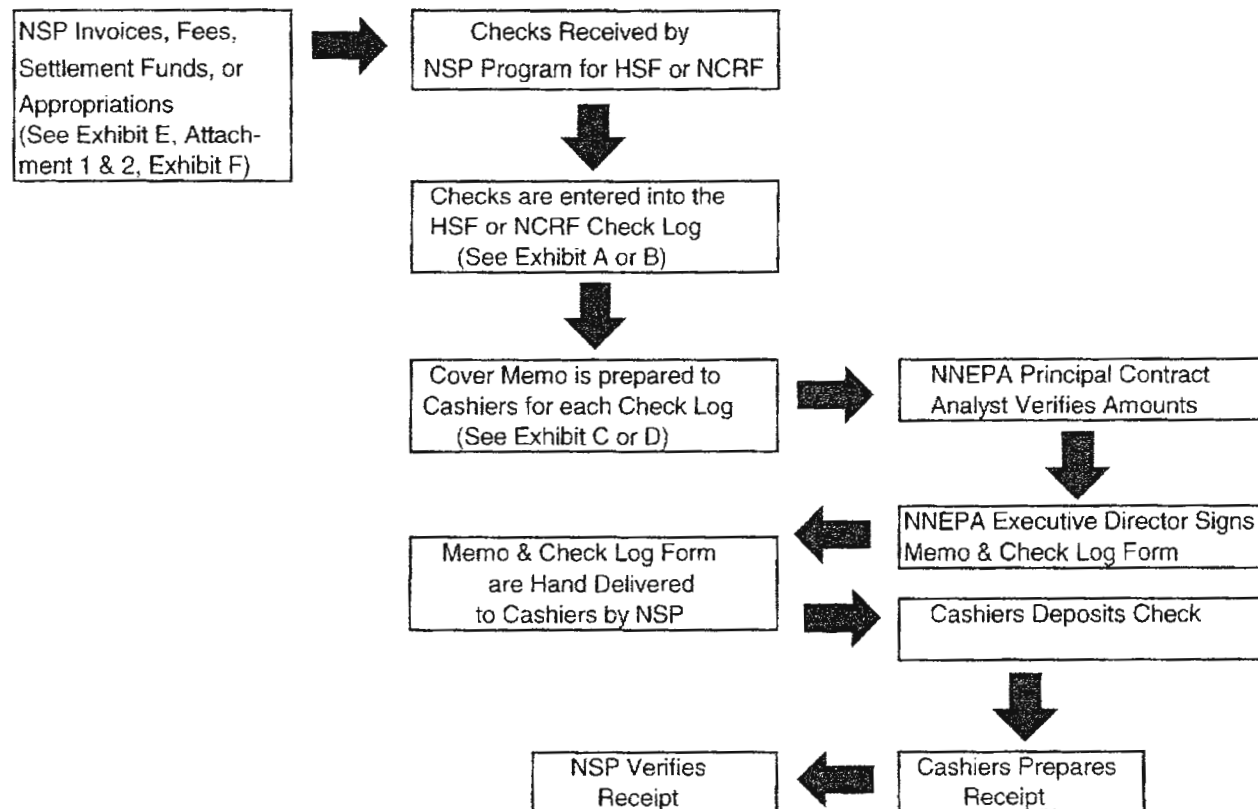 NSP Invoices, Fees,
Settlement Funds, or
Appropriations
(See Exhibit E, Attach-
ment 1 & 2, Exhibit F)
Checks Received by
NSP Program for HSF or NCRF
Checks are entered into the
HSF or NCRF Check Log
(See Exhibit A or B)
Cover Memo is prepared to
Cashiers for each Check Log
(See Exhibit C or D)
NNEPA Principal Contract
Analyst Verifies Amounts
NNEPA Executive Director Signs
Memo & Check Log Form
Memo & Check Log Form
are Hand Delivered
to Cashiers by NSP
Cashiers Deposits Check
Cashiers Prepares
Receipt
NSP Verifies
Receipt